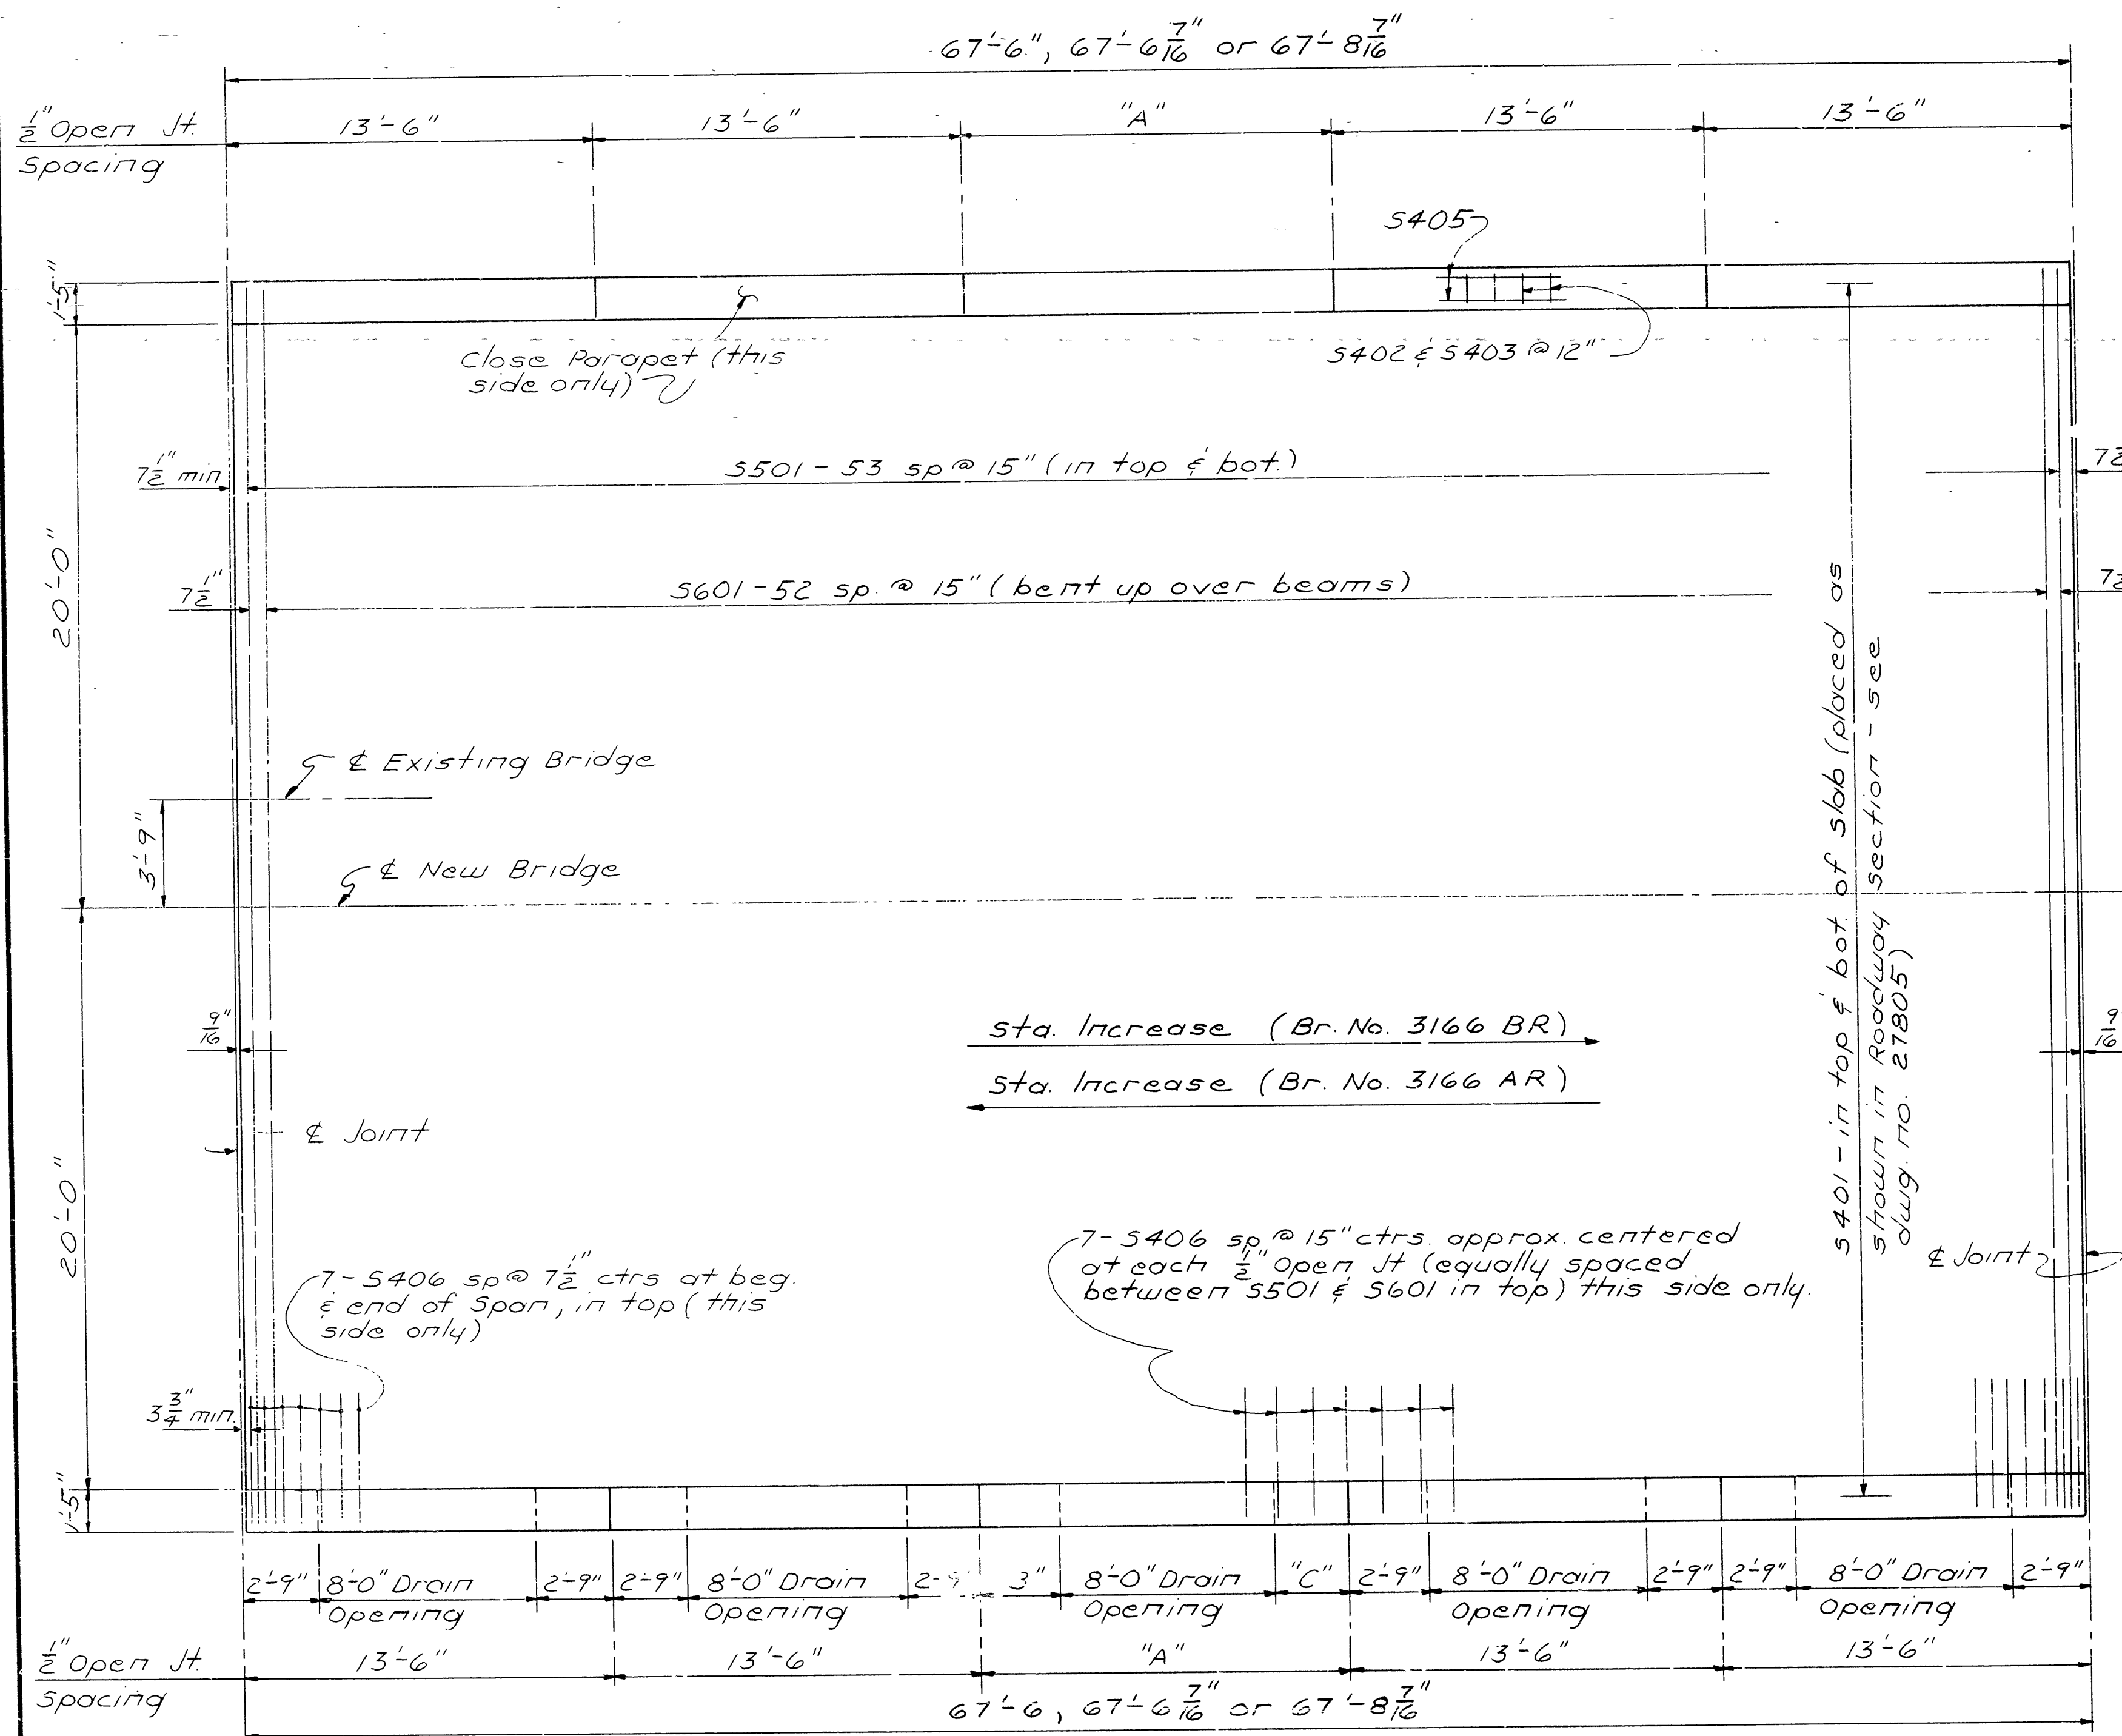 67'-6", 67'-6 7/16" or 67'-8 7/16"
1/2" Open Jt.
Spacing
13'-6"
13'-6"
"A"
13'-6"
13'-6"
S405
1'-5"
Close Parapet (this
side only)
S402 & S403 @ 12"
7 1/2" min
S501 - 53 sp @ 15" (in top & bot.)
7 1/2"
S601 - 52 sp. @ 15" (bent up over beams)
20'-0"
℄ Existing Bridge
3'-9"
℄ New Bridge
S401 - in top & bot. of slab (placed as
shown in Roadway section - see
dwg. no. 27805)
9/16"
Sta. Increase (Br. No. 3166 BR)
9/16
Sta. Increase (Br. No. 3166 AR)
℄ Joint
20'-0"
7-S406 sp @ 15" ctrs. approx. centered
at each 1/2" Open Jt (equally spaced
between S501 & S601 in top) this side only.
℄ Joint
7-S406 sp @ 7 1/2" ctrs at beg.
& end of Span, in top (this
side only)
3 3/4" min.
1'-5"
2'-9" 8'-0" Drain 2'-9" 2'-9" 8'-0" Drain 2'-9" 3" 8'-0" Drain "C" 2'-9" 8'-0" Drain 2'-9" 2'-9" 8'-0" Drain 2'-9"
Opening Opening Opening Opening Opening
1/2" Open Jt.
Spacing
13'-6"
13'-6"
"A"
13'-6"
13'-6"
67'-6, 67'-6 7/16" or 67'-8 7/16"